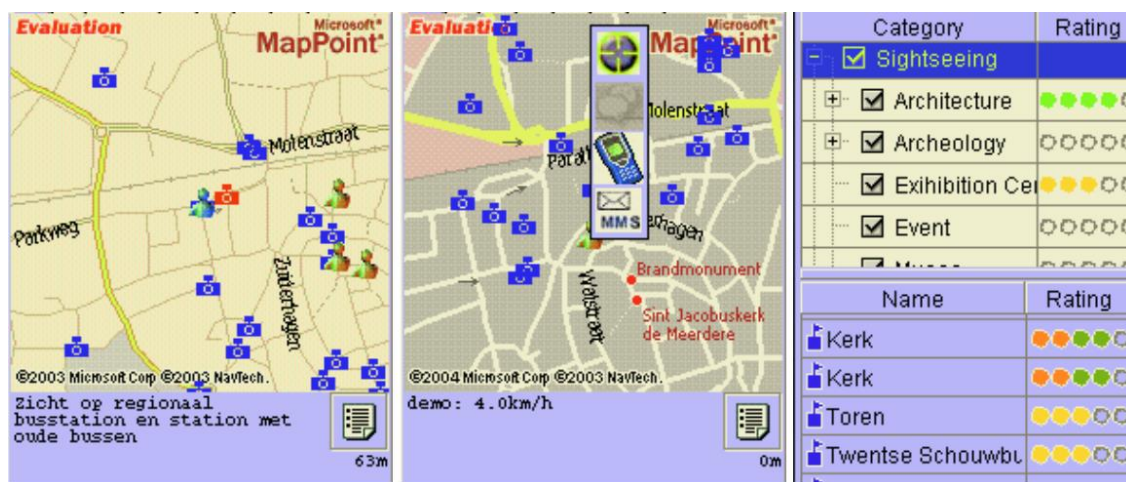 Evaluation
Microsoft®
MapPoint®
Molenstraat
Parkweg
Zuiderhagen
©2003 Microsoft Corp ©2003 NavTech.
Zicht op regionaal
busstation en station met
oude bussen
63m
Evaluation
Microsoft®
MapPoint®
Molenstraat
MMS
Walstraat
Brandmonument
Sint Jacobuskerk
de Meerdere
©2004 Microsoft Corp ©2003 NavTech.
demo: 4.0km/h
0m
Category Rating
Sightseeing
Architecture
Archeology
Exihibition Ce
Event
Name Rating
Kerk
Kerk
Toren
Twentse Schouwbu